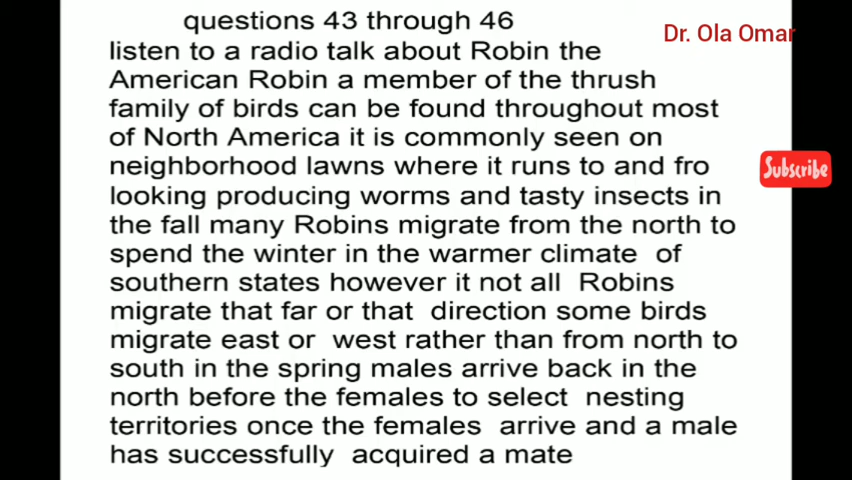 questions 43 through 46
Dr. Ola Omar
listen to a radio talk about Robin the
American Robin a member of the thrush
family of birds can be found throughout most
of North America it is commonly seen on
neighborhood lawns where it runs to and fro
Subscribe
looking producing worms and tasty insects in
the fall many Robins migrate from the north to
spend the winter in the warmer climate of
southern states however it not all Robins
migrate that far or that direction some birds
migrate east or west rather than from north to
south in the spring males arrive back in the
north before the females to select nesting
territories once the females arrive and a male
has successfully acquired a mate